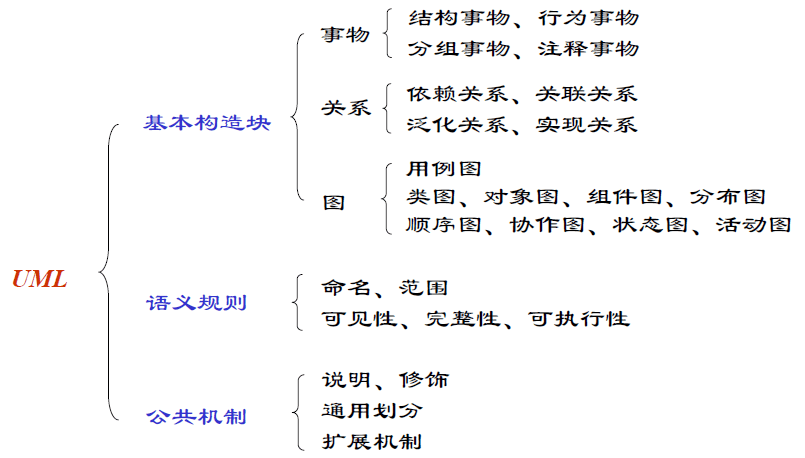 结构事物、行为事物
事物
分组事物、注释事物
依赖关系、关联关系
关系
泛化关系、实现关系
基本构造块
用例图
类图、对象图、组件图、分布图
图
顺序图、协作图、状态图、活动图
UML
命名、范围
语义规则
可见性、完整性、可执行性
说明、修饰
公共机制
通用划分
扩展机制